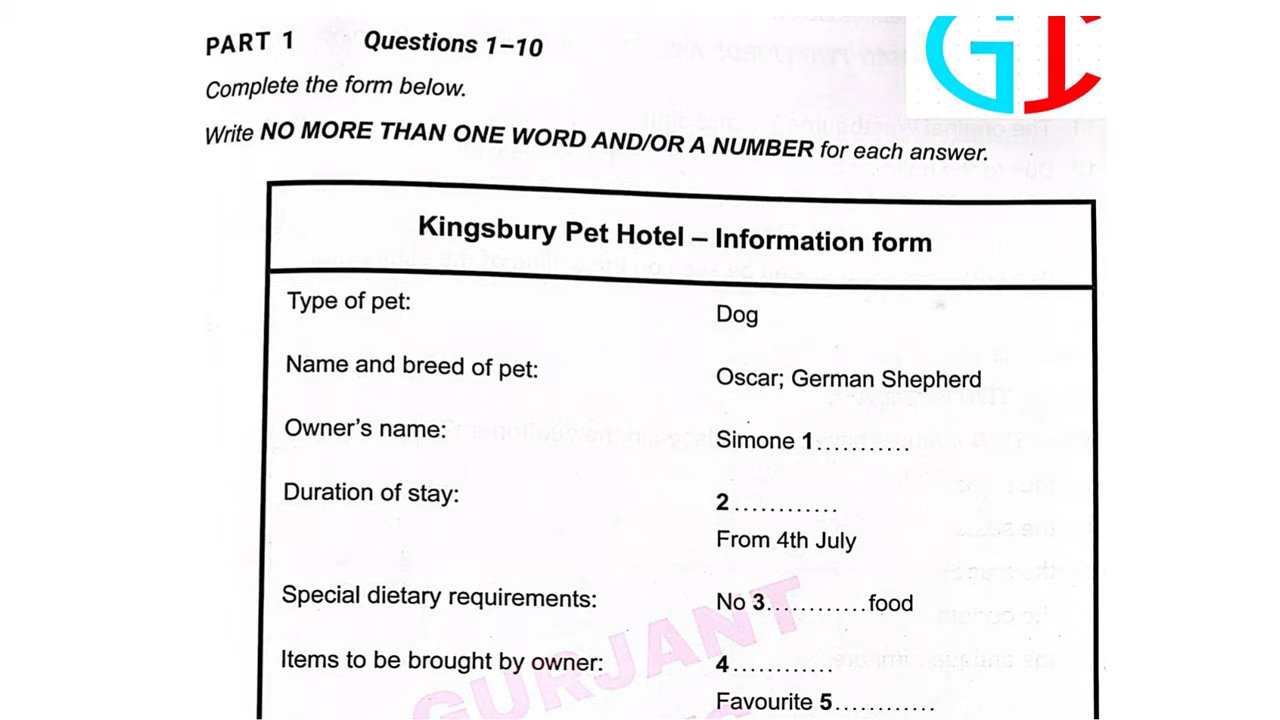 PART 1 Questions 1–10
Complete the form below.
Write NO MORE THAN ONE WORD AND/OR A NUMBER for each answer.
Kingsbury Pet Hotel – Information form
Type of pet: Dog
Name and breed of pet: Oscar; German Shepherd
Owner's name: Simone 1...........
Duration of stay: 2............
From 4th July
Special dietary requirements: No 3............food
Items to be brought by owner: 4............
Favourite 5............
GURJANT